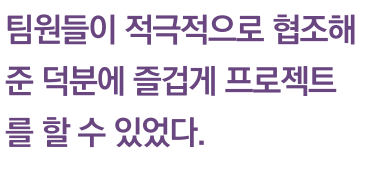 팀원들이 적극적으로 협조해
준 덕분에 즐겁게 프로젝트
를 할 수 있었다.